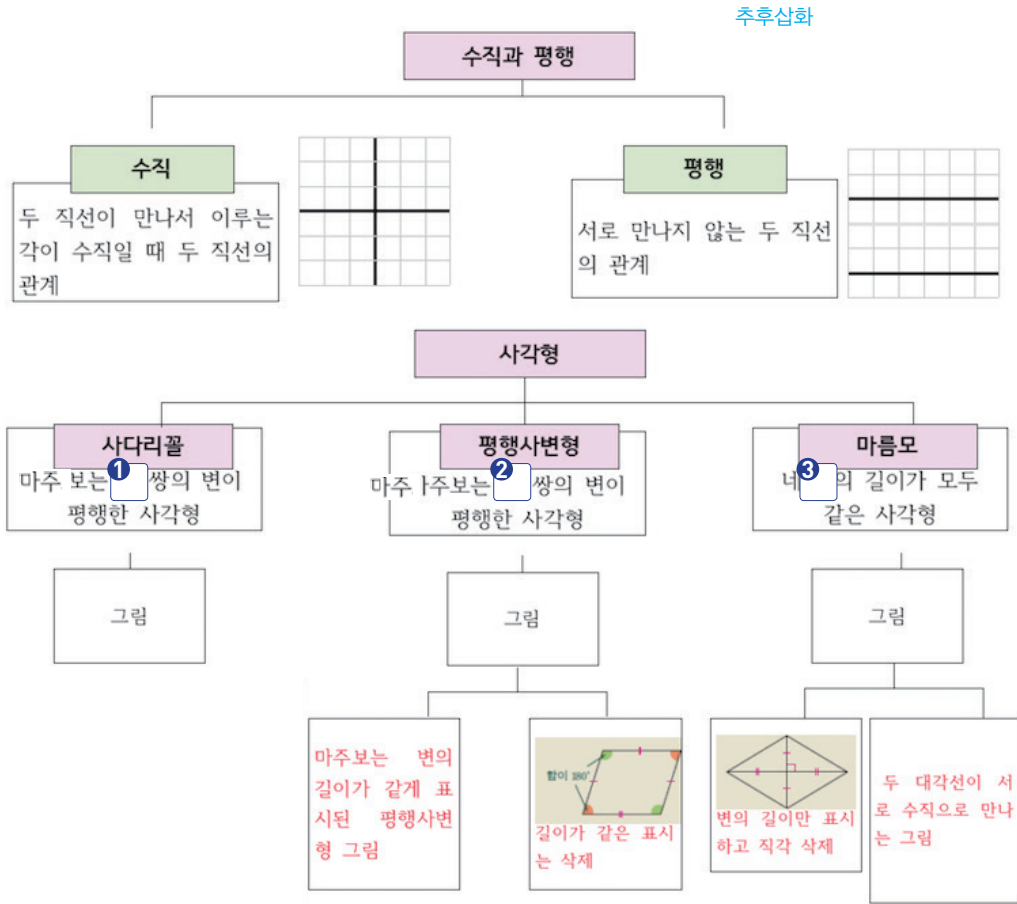 추후삽화
수직과 평행
수직
두 직선이 만나서 이루는
각이 수직일 때 두 직선의
관계
평행
서로 만나지 않는 두 직선
의 관계
사각형
사다리꼴
마주 보는 1 쌍의 변이
평행한 사각형
평행사변형
마주 ㅏ주보는 2 쌍의 변이
평행한 사각형
마름모
네 3 의 길이가 모두
같은 사각형
그림
그림
그림
마주보는 변의
길이가 같게 표
시된 평행사변
형 그림
합이 180°
길이가 같은 표시
는 삭제
변의 길이만 표시
하고 직각 삭제
두 대각선이 서
로 수직으로 만나
는 그림